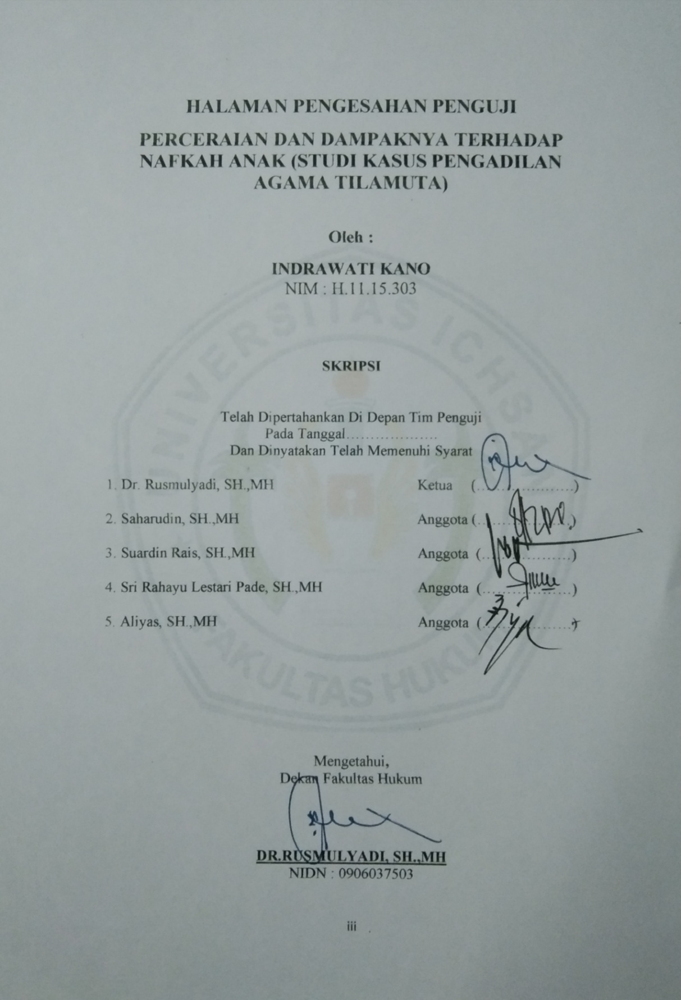 HALAMAN PENGESAHAN PENGUJI
PERCERAIAN DAN DAMPAKNYA TERHADAP
NAFKAH ANAK (STUDI KASUS PENGADILAN
AGAMA TILAMUTA)
Oleh :
INDRAWATI KANO
NIM : H.11.15.303
UNIVERSITAS ICHSAN
SKRIPSI
Telah Dipertahankan Di Depan Tim Penguji
Pada Tanggal...................
Dan Dinyatakan Telah Memenuhi Syarat
1. Dr. Rusmulyadi, SH.,MH Ketua (....................)
2. Saharudin, SH.,MH Anggota (....................)
3. Suardin Rais, SH.,MH Anggota (....................)
4. Sri Rahayu Lestari Pade, SH.,MH Anggota (....................)
5. Aliyas, SH.,MH Anggota (....................)
FAKULTAS HUKUM
Mengetahui,
Dekan Fakultas Hukum
DR.RUSMULYADI, SH.,MH
NIDN : 0906037503
iii